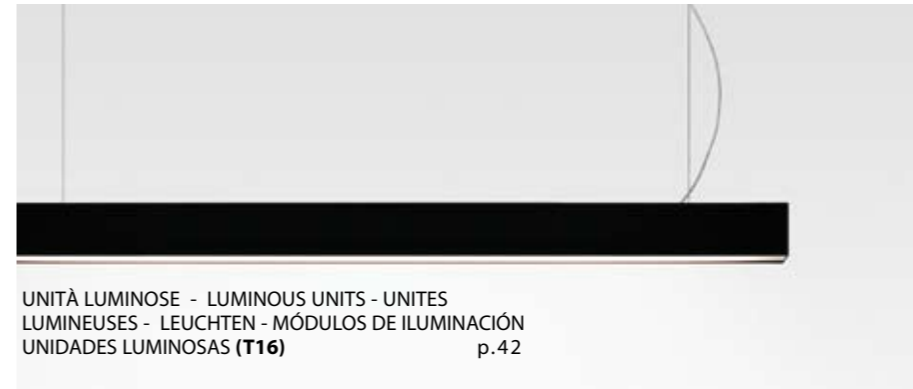 UNITÀ LUMINOSE - LUMINOUS UNITS - UNITES
LUMINEUSES - LEUCHTEN - MÓDULOS DE ILUMINACIÓN
UNIDADES LUMINOSAS (T16) p.42